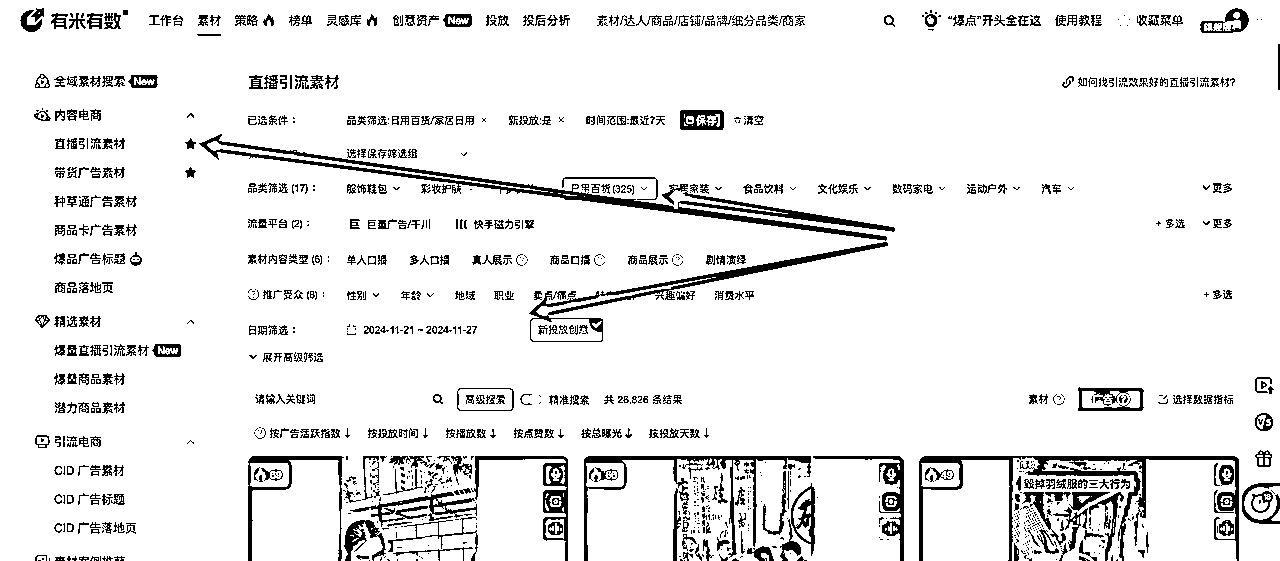 有米有数 工作台 素材 策略 榜单 灵感库 创意资产 New 投放 投后分析 素材/达人/商品/店铺/品牌/细分品类/商家 “爆点”开头全在这 使用教程 收藏菜单
全域素材搜索 New
内容电商
直播引流素材
带货广告素材
种草通广告素材
商品卡广告素材
爆品广告标题
商品落地页
精选素材
爆量直播引流素材 New
爆量商品素材
潜力商品素材
引流电商
CID 广告素材
CID 广告标题
CID 广告落地页
直播引流素材 如何找引流效果好的直播引流素材?
已选条件： 品类筛选:日用百货/家居日用 × 新投放:是 × 时间范围:最近7天 保存 清空
选择保存筛选组
品类筛选 (17)： 服饰鞋包 彩妆护肤 日用百货 (325) 家装 食品饮料 文化娱乐 数码家电 运动户外 汽车 更多
流量平台 (2)： 巨量广告/千川 快手磁力引擎 + 多选 更多
素材内容类型 (6)： 单人口播 多人口播 真人展示 商品口播 商品展示 剧情演绎
推广受众 (8)： 性别 年龄 地域 职业 卖点/痛点 兴趣偏好 消费水平 + 多选
日期筛选： 2024-11-21 ~ 2024-11-27 新投放创意
展开高级筛选
请输入关键词 高级搜索 精准搜索 共 26,826 条结果 素材 广告 选择数据指标
按广告活跃指数↓ 按投放时间↓ 按播放数↓ 按点赞数↓ 按总曝光↓ 按投放天数↓
毁掉羽绒服的三大行为